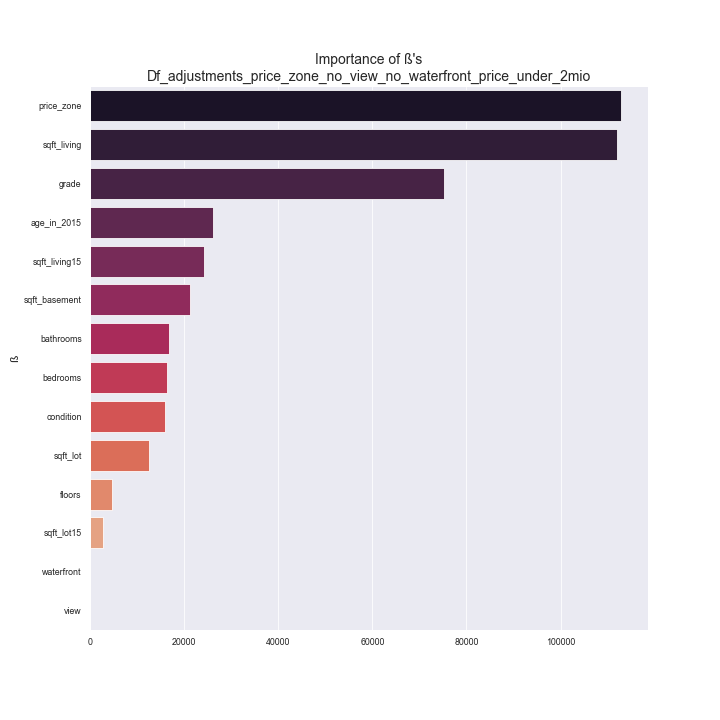 Importance of ß's
Df_adjustments_price_zone_no_view_no_waterfront_price_under_2mio
price_zone
sqft_living
grade
age_in_2015
sqft_living15
sqft_basement
bathrooms
ß
bedrooms
condition
sqft_lot
floors
sqft_lot15
waterfront
view
0 20000 40000 60000 80000 100000